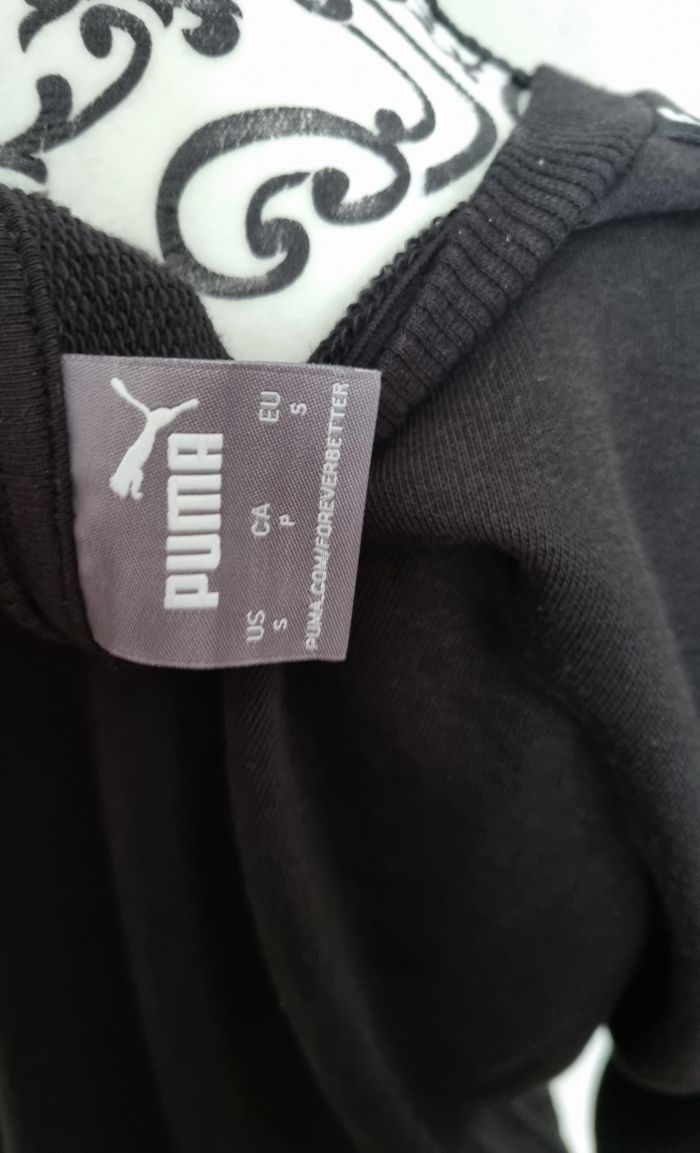 PUMA
US CA EU
S P S
PUMA.COM/FOREVERBETTER